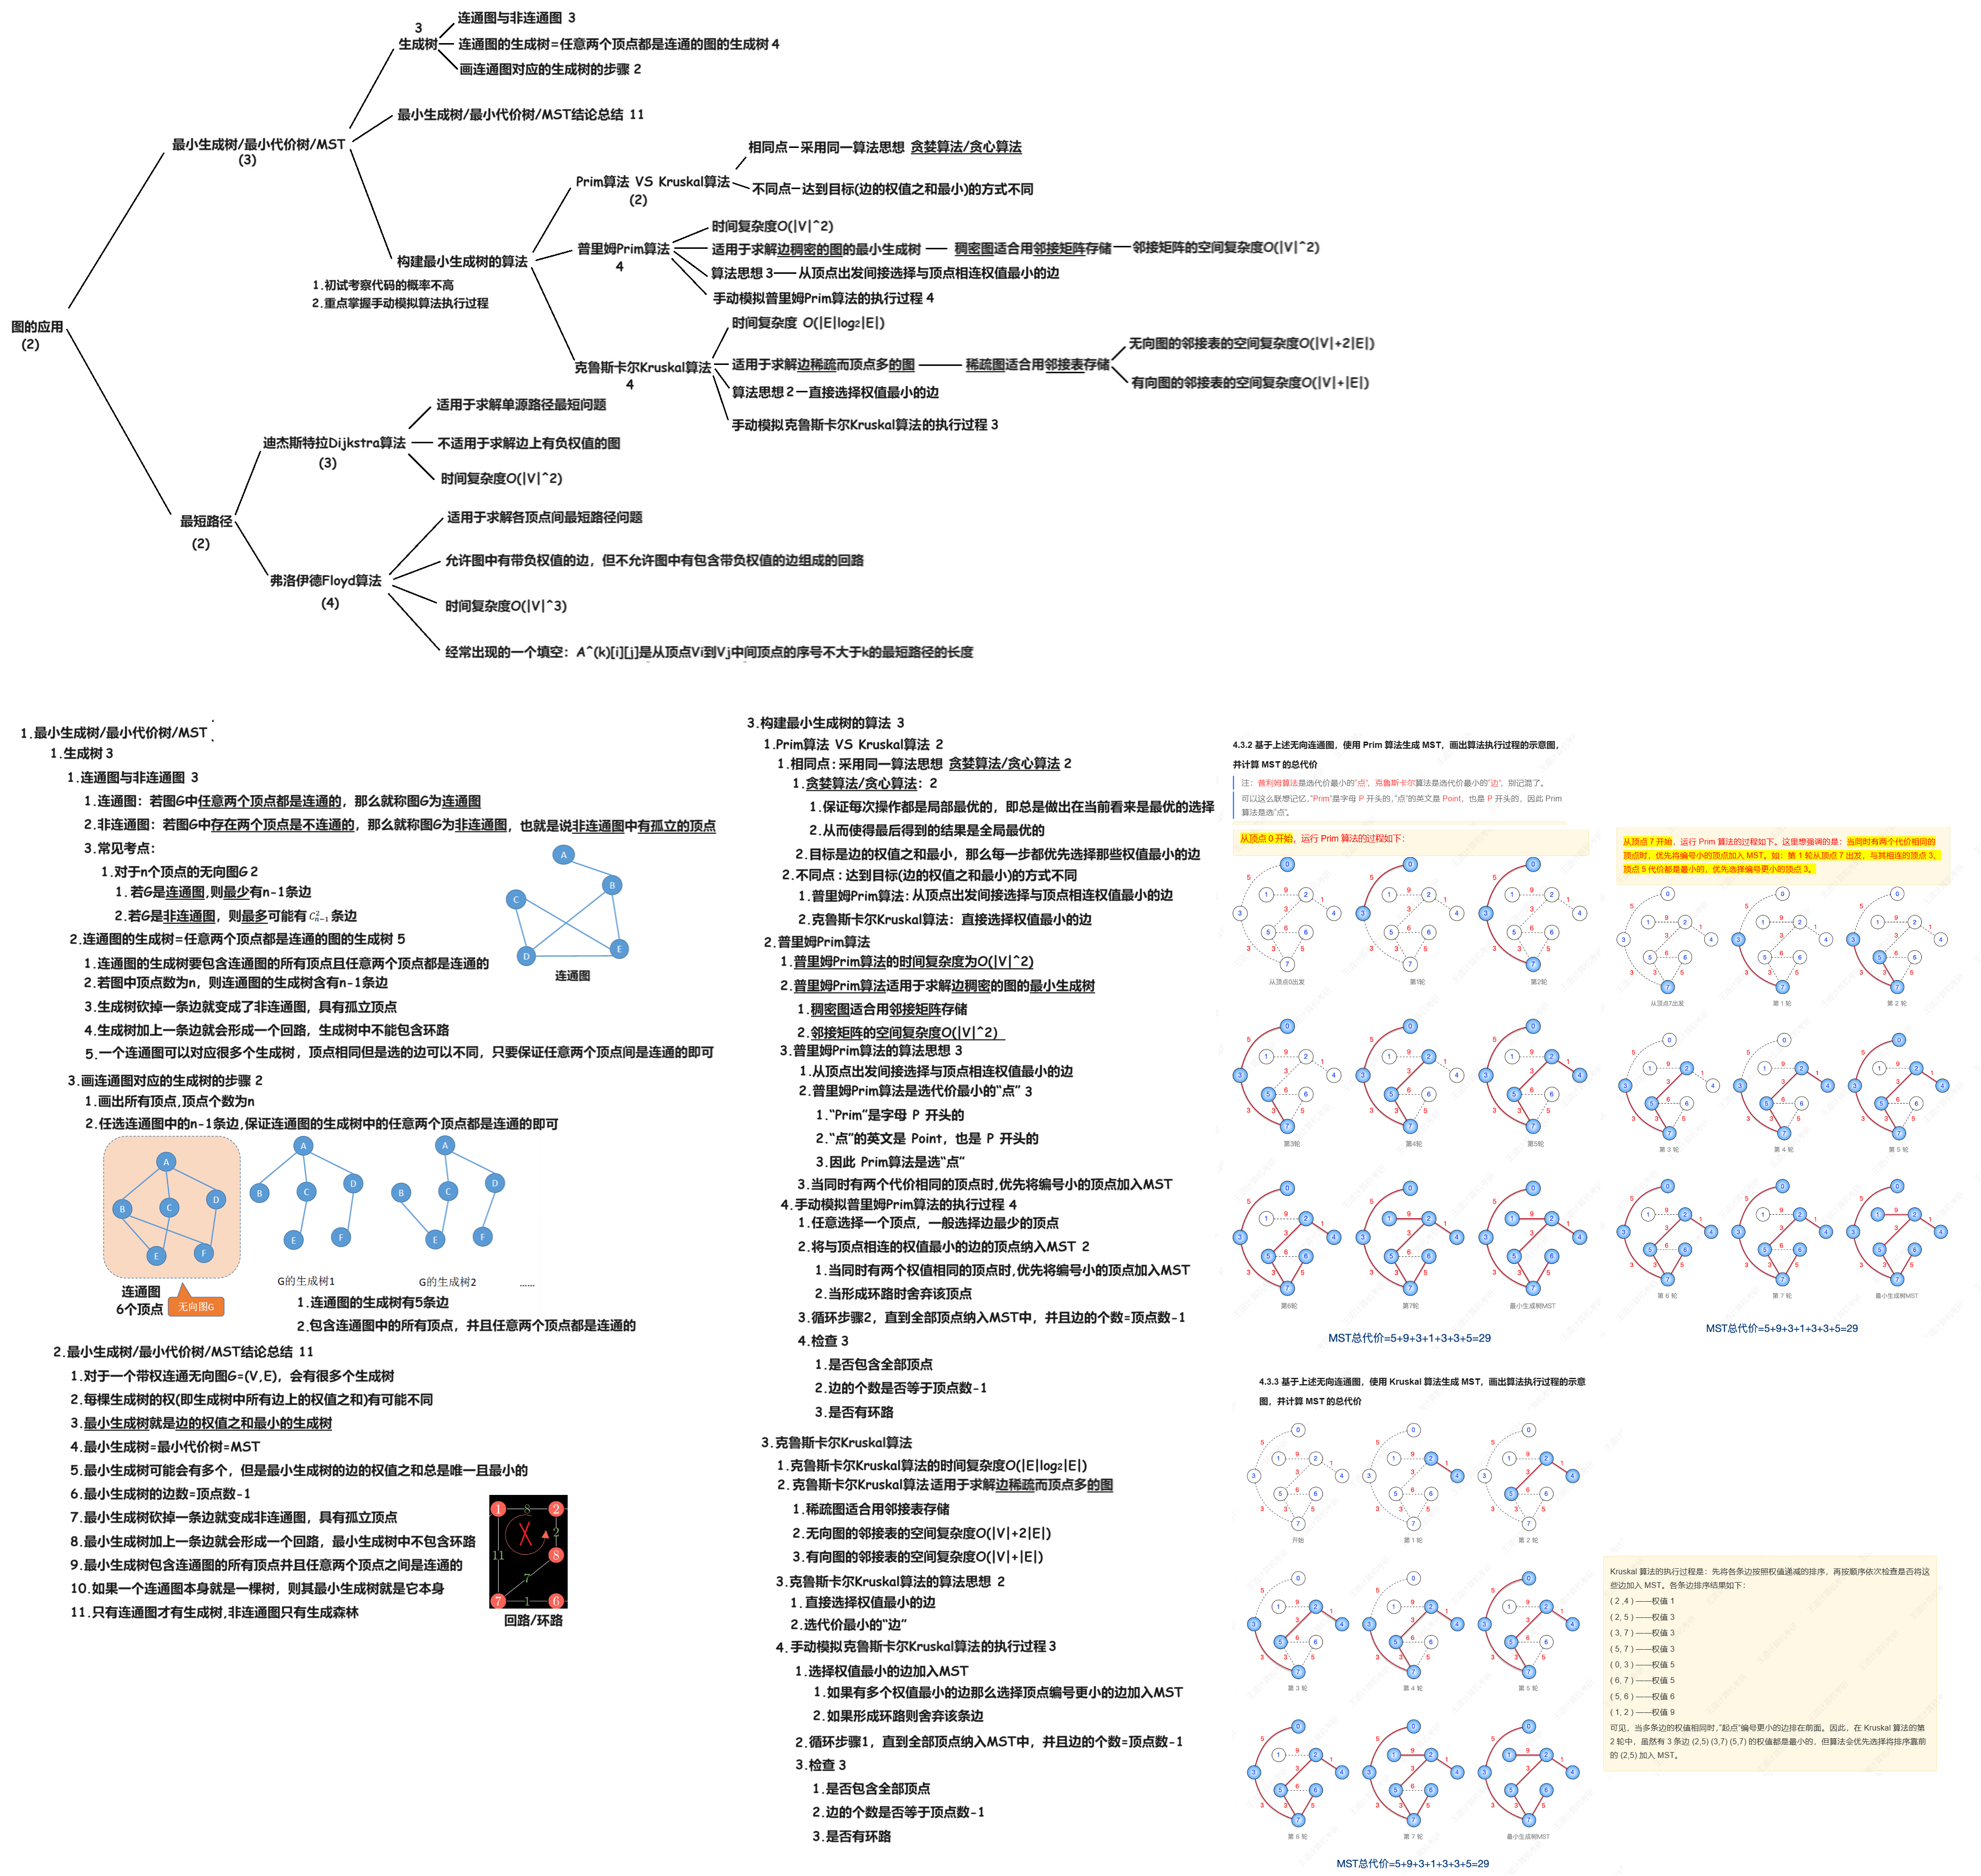 图的应用
(2)
最小生成树/最小代价树/MST
(3)
3
生成树
连通图与非连通图 3
连通图的生成树=任意两个顶点都是连通的图的生成树 4
画连通图对应的生成树的步骤 2
最小生成树/最小代价树/MST结论总结 11
构建最小生成树的算法
1.初试考察代码的概率不高
2.重点掌握手动模拟算法执行过程
Prim算法 VS Kruskal算法
(2)
相同点—采用同一算法思想 贪婪算法/贪心算法
不同点—达到目标(边的权值之和最小)的方式不同
普里姆Prim算法
4
时间复杂度O(|V|^2)
适用于求解边稠密的图的最小生成树 — 稠密图适合用邻接矩阵存储 — 邻接矩阵的空间复杂度O(|V|^2)
算法思想 3 — 从顶点出发间接选择与顶点相连权值最小的边
手动模拟普里姆Prim算法的执行过程 4
克鲁斯卡尔Kruskal算法
4
时间复杂度 O(|E|log2|E|)
适用于求解边稀疏而顶点多的图 — 稀疏图适合用邻接表存储
无向图的邻接表的空间复杂度O(|V|+2|E|)
有向图的邻接表的空间复杂度O(|V|+|E|)
算法思想 2 — 直接选择权值最小的边
手动模拟克鲁斯卡尔Kruskal算法的执行过程 3
最短路径
(2)
迪杰斯特拉Dijkstra算法
(3)
适用于求解单源路径最短问题
不适用于求解边上有负权值的图
时间复杂度O(|V|^2)
弗洛伊德Floyd算法
(4)
适用于求解各顶点间最短路径问题
允许图中有带负权值的边，但不允许图中有包含带负权值的边组成的回路
时间复杂度O(|V|^3)
经常出现的一个填空：A^(k)[i][j]是从顶点Vi到Vj中间顶点的序号不大于k的最短路径的长度
1.最小生成树/最小代价树/MST
1.生成树 3
1.连通图与非连通图 3
1.连通图：若图G中任意两个顶点都是连通的，那么就称图G为连通图
2.非连通图：若图G中存在两个顶点是不连通的，那么就称图G为非连通图，也就是说非连通图中有孤立的顶点
3.常见考点：
1.对于n个顶点的无向图G 2
1.若G是连通图,则最少有n-1条边
2.若G是非连通图，则最多可能有 C²n-1 条边
A
B
C
D
E
连通图
2.连通图的生成树=任意两个顶点都是连通的图的生成树 5
1.连通图的生成树要包含连通图的所有顶点且任意两个顶点都是连通的
2.若图中顶点数为n，则连通图的生成树含有n-1条边
3.生成树砍掉一条边就变成了非连通图，具有孤立顶点
4.生成树加上一条边就会形成一个回路，生成树中不能包含环路
5.一个连通图可以对应很多个生成树，顶点相同但是选的边可以不同，只要保证任意两个顶点间是连通的即可
3.画连通图对应的生成树的步骤 2
1.画出所有顶点,顶点个数为n
2.任选连通图中的n-1条边,保证连通图的生成树中的任意两个顶点都是连通的即可
A B C D E F
A B C D E F
A B C D E F
连通图
6个顶点
无向图G
G的生成树1
G的生成树2
......
1.连通图的生成树有5条边
2.包含连通图中的所有顶点，并且任意两个顶点都是连通的
2.最小生成树/最小代价树/MST结论总结 11
1.对于一个带权连通无向图G=(V,E)，会有很多个生成树
2.每棵生成树的权(即生成树中所有边上的权值之和)有可能不同
3.最小生成树就是边的权值之和最小的生成树
4.最小生成树=最小代价树=MST
5.最小生成树可能会有多个，但是最小生成树的边的权值之和总是唯一且最小的
6.最小生成树的边数=顶点数-1
7.最小生成树砍掉一条边就变成非连通图，具有孤立顶点
8.最小生成树加上一条边就会形成一个回路，最小生成树中不包含环路
9.最小生成树包含连通图的所有顶点并且任意两个顶点之间是连通的
10.如果一个连通图本身就是一棵树，则其最小生成树就是它本身
11.只有连通图才有生成树,非连通图只有生成森林
1 8 2
2
11 8
7
7 1 6
回路/环路
3.构建最小生成树的算法 3
1.Prim算法 VS Kruskal算法 2
1.相同点:采用同一算法思想 贪婪算法/贪心算法 2
1.贪婪算法/贪心算法：2
1.保证每次操作都是局部最优的，即总是做出在当前看来是最优的选择
2.从而使得最后得到的结果是全局最优的
2.目标是边的权值之和最小，那么每一步都优先选择那些权值最小的边
2.不同点：达到目标(边的权值之和最小)的方式不同
1.普里姆Prim算法:从顶点出发间接选择与顶点相连权值最小的边
2.克鲁斯卡尔Kruskal算法：直接选择权值最小的边
2.普里姆Prim算法
1.普里姆Prim算法的时间复杂度为O(|V|^2)
2.普里姆Prim算法适用于求解边稠密的图的最小生成树
1.稠密图适合用邻接矩阵存储
2.邻接矩阵的空间复杂度O(|V|^2)
3.普里姆Prim算法的算法思想 3
1.从顶点出发间接选择与顶点相连权值最小的边
2.普里姆Prim算法是选代价最小的“点” 3
1.“Prim”是字母 P 开头的
2.“点”的英文是 Point，也是 P 开头的
3.因此 Prim算法是选“点”
3.当同时有两个代价相同的顶点时,优先将编号小的顶点加入MST
4.手动模拟普里姆Prim算法的执行过程 4
1.任意选择一个顶点，一般选择边最少的顶点
2.将与顶点相连的权值最小的边的顶点纳入MST 2
1.当同时有两个权值相同的顶点时,优先将编号小的顶点加入MST
2.当形成环路时舍弃该顶点
3.循环步骤2，直到全部顶点纳入MST中，并且边的个数=顶点数-1
4.检查 3
1.是否包含全部顶点
2.边的个数是否等于顶点数-1
3.是否有环路
3.克鲁斯卡尔Kruskal算法
1.克鲁斯卡尔Kruskal算法的时间复杂度O(|E|log2|E|)
2.克鲁斯卡尔Kruskal算法适用于求解边稀疏而顶点多的图
1.稀疏图适合用邻接表存储
2.无向图的邻接表的空间复杂度O(|V|+2|E|)
3.有向图的邻接表的空间复杂度O(|V|+|E|)
3.克鲁斯卡尔Kruskal算法的算法思想 2
1.直接选择权值最小的边
2.选代价最小的“边”
4.手动模拟克鲁斯卡尔Kruskal算法的执行过程 3
1.选择权值最小的边加入MST
1.如果有多个权值最小的边那么选择顶点编号更小的边加入MST
2.如果形成环路则舍弃该条边
2.循环步骤1，直到全部顶点纳入MST中，并且边的个数=顶点数-1
3.检查 3
1.是否包含全部顶点
2.边的个数是否等于顶点数-1
3.是否有环路
4.3.2 基于上述无向连通图，使用 Prim 算法生成 MST，画出算法执行过程的示意图，
并计算 MST 的总代价
注：普利姆算法是选代价最小的“点”，克鲁斯卡尔算法是选代价最小的“边”，别记混了。
可以这么联想记忆,“Prim”是字母 P 开头的,“点”的英文是 Point，也是 P 开头的，因此 Prim
算法是选“点”。
从顶点 0 开始，运行 Prim 算法的过程如下：
从顶点0出发
第1轮
第2轮
第3轮
第4轮
第5轮
第6轮
第7轮
最小生成树MST
MST总代价=5+9+3+1+3+3+5=29
从顶点 7 开始，运行 Prim 算法的过程如下。这里想强调的是：当同时有两个代价相同的
顶点时，优先将编号小的顶点加入 MST。如：第 1 轮从顶点 7 出发，与其相连的顶点 3、
顶点 5 代价都是最小的，优先选择编号更小的顶点 3。
从顶点7出发
第 1 轮
第 2 轮
第 3 轮
第 4 轮
第 5 轮
第 6 轮
第 7 轮
最小生成树MST
MST总代价=5+9+3+1+3+3+5=29
4.3.3 基于上述无向连通图，使用 Kruskal 算法生成 MST，画出算法执行过程的示意
图，并计算 MST 的总代价
开始
第 1 轮
第 2 轮
第 3 轮
第 4 轮
第 5 轮
第 6 轮
第 7 轮
最小生成树MST
MST总代价=5+9+3+1+3+3+5=29
Kruskal 算法的执行过程是：先将各条边按照权值递减的排序，再按顺序依次检查是否将这
些边加入 MST。各条边排序结果如下：
( 2 ,4 ) ——权值 1
( 2, 5 ) ——权值 3
( 3, 7 ) ——权值 3
( 5, 7 ) ——权值 3
( 0, 3 ) ——权值 5
( 6, 7 ) ——权值 5
( 5, 6 ) ——权值 6
( 1, 2 ) ——权值 9
可见，当多条边的权值相同时，“起点”编号更小的边排在前面。因此，在 Kruskal 算法的第
2 轮中，虽然有 3 条边 (2,5) (3,7) (5,7) 的权值都是最小的，但算法会优先选择将排序靠前
的 (2,5) 加入 MST。